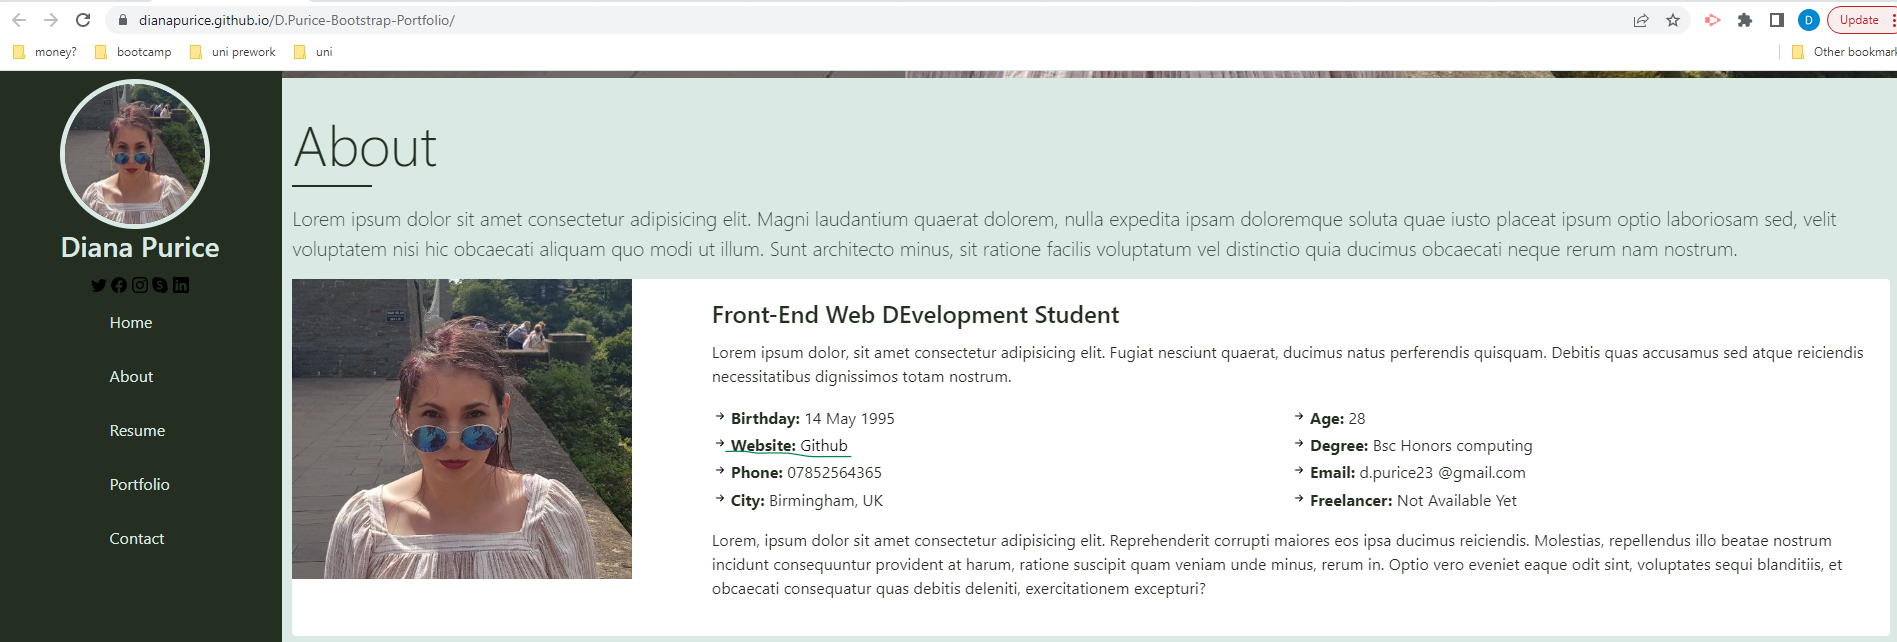 dianapurice.github.io/D.Purice-Bootstrap-Portfolio/
D
Update
money?
bootcamp
uni prework
uni
Other bookmar
Diana Purice
Home
About
Resume
Portfolio
Contact
About
Lorem ipsum dolor sit amet consectetur adipisicing elit. Magni laudantium quaerat dolorem, nulla expedita ipsam doloremque soluta quae iusto placeat ipsum optio laboriosam sed, velit
voluptatem nisi hic obcaecati aliquam quo modi ut illum. Sunt architecto minus, sit ratione facilis voluptatum vel distinctio quia ducimus obcaecati neque rerum nam nostrum.
Front-End Web DEvelopment Student
Lorem ipsum dolor, sit amet consectetur adipisicing elit. Fugiat nesciunt quaerat, ducimus natus perferendis quisquam. Debitis quas accusamus sed atque reiciendis
necessitatibus dignissimos totam nostrum.
Birthday: 14 May 1995
Website: Github
Phone: 07852564365
City: Birmingham, UK
Age: 28
Degree: Bsc Honors computing
Email: d.purice23 @gmail.com
Freelancer: Not Available Yet
Lorem, ipsum dolor sit amet consectetur adipisicing elit. Reprehenderit corrupti maiores eos ipsa ducimus reiciendis. Molestias, repellendus illo beatae nostrum
incidunt consequuntur provident at harum, ratione suscipit quam veniam unde minus, rerum in. Optio vero eveniet eaque odit sint, voluptates sequi blanditiis, et
obcaecati consequatur quas debitis deleniti, exercitationem excepturi?